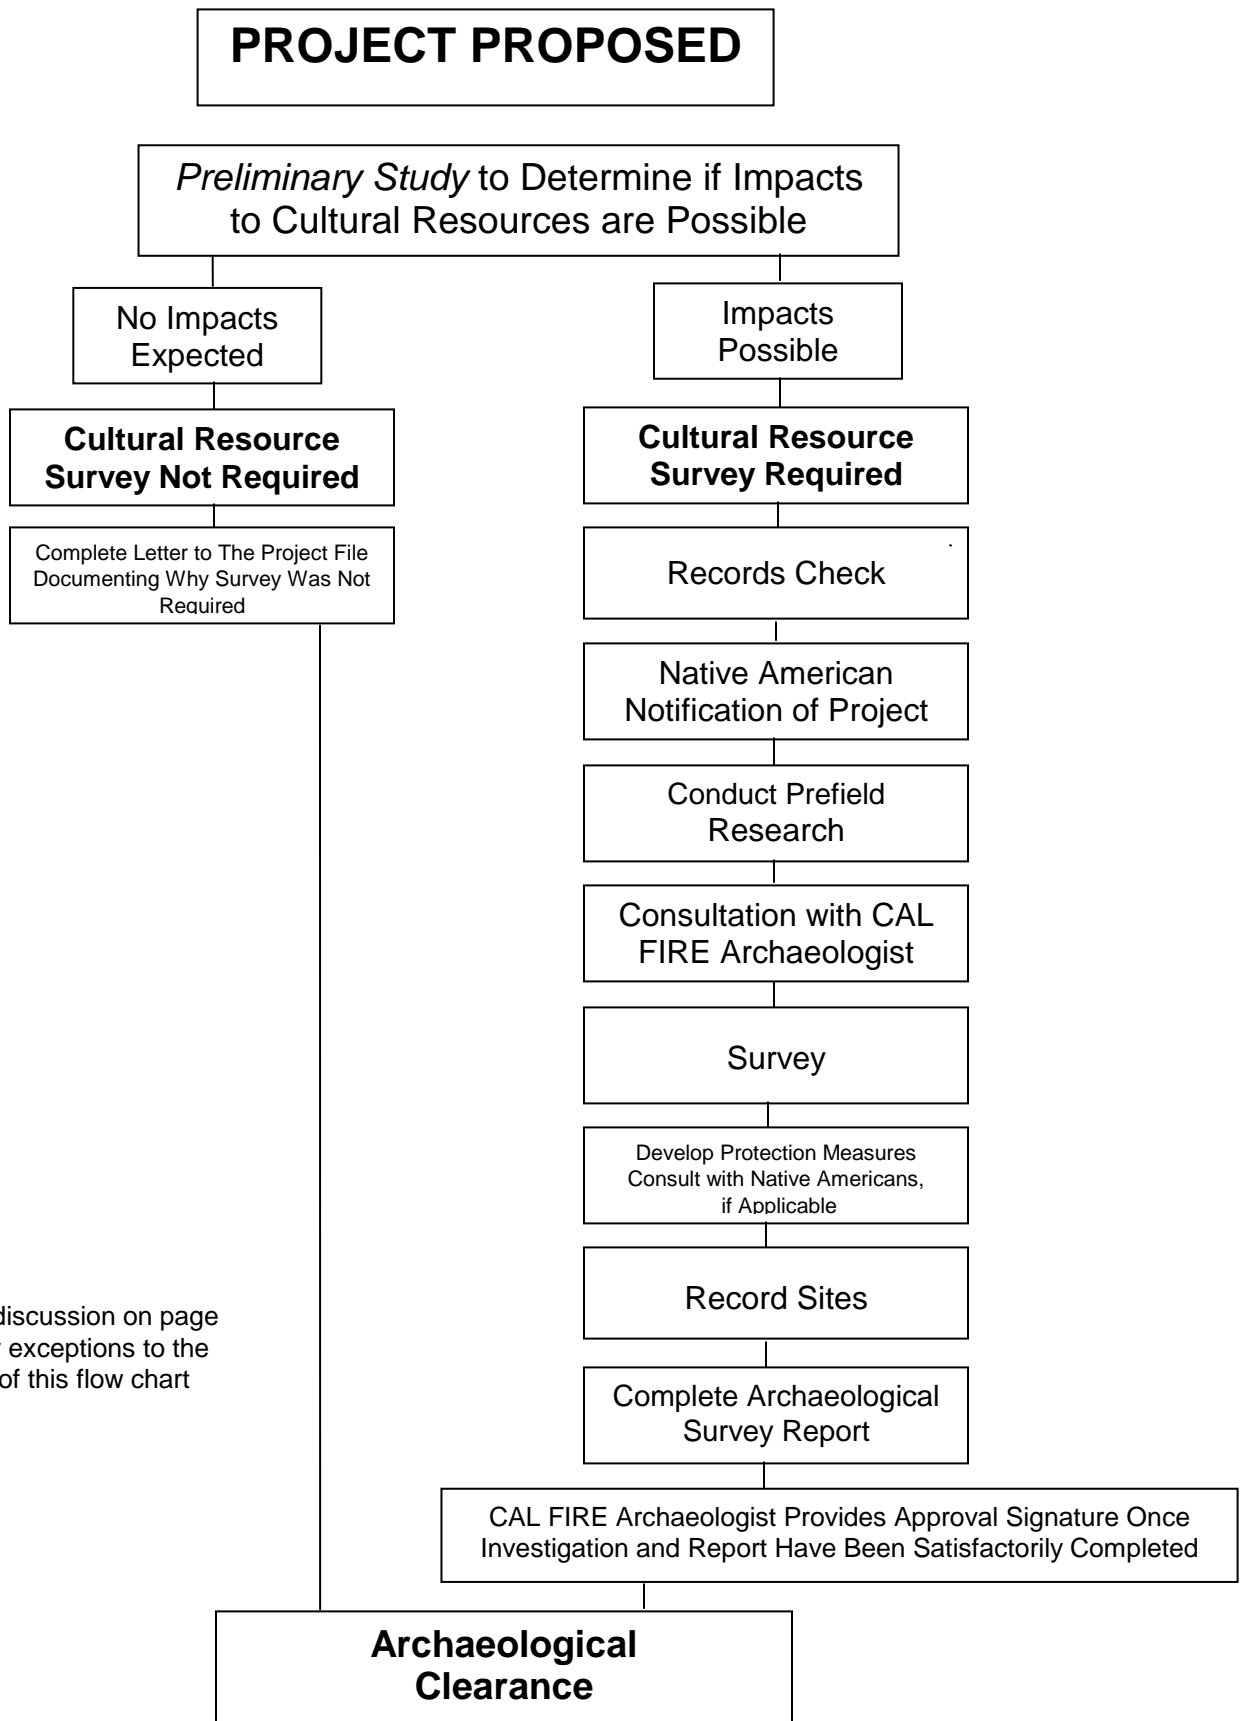 PROJECT PROPOSED
Preliminary Study to Determine if Impacts
to Cultural Resources are Possible
No Impacts
Expected
Impacts
Possible
Cultural Resource
Survey Not Required
Cultural Resource
Survey Required
Complete Letter to The Project File
Documenting Why Survey Was Not
Required
Records Check
Native American
Notification of Project
Conduct Prefield
Research
Consultation with CAL
FIRE Archaeologist
Survey
Develop Protection Measures
Consult with Native Americans,
if Applicable
Record Sites
discussion on page
exceptions to the
of this flow chart
Complete Archaeological
Survey Report
CAL FIRE Archaeologist Provides Approval Signature Once
Investigation and Report Have Been Satisfactorily Completed
Archaeological
Clearance